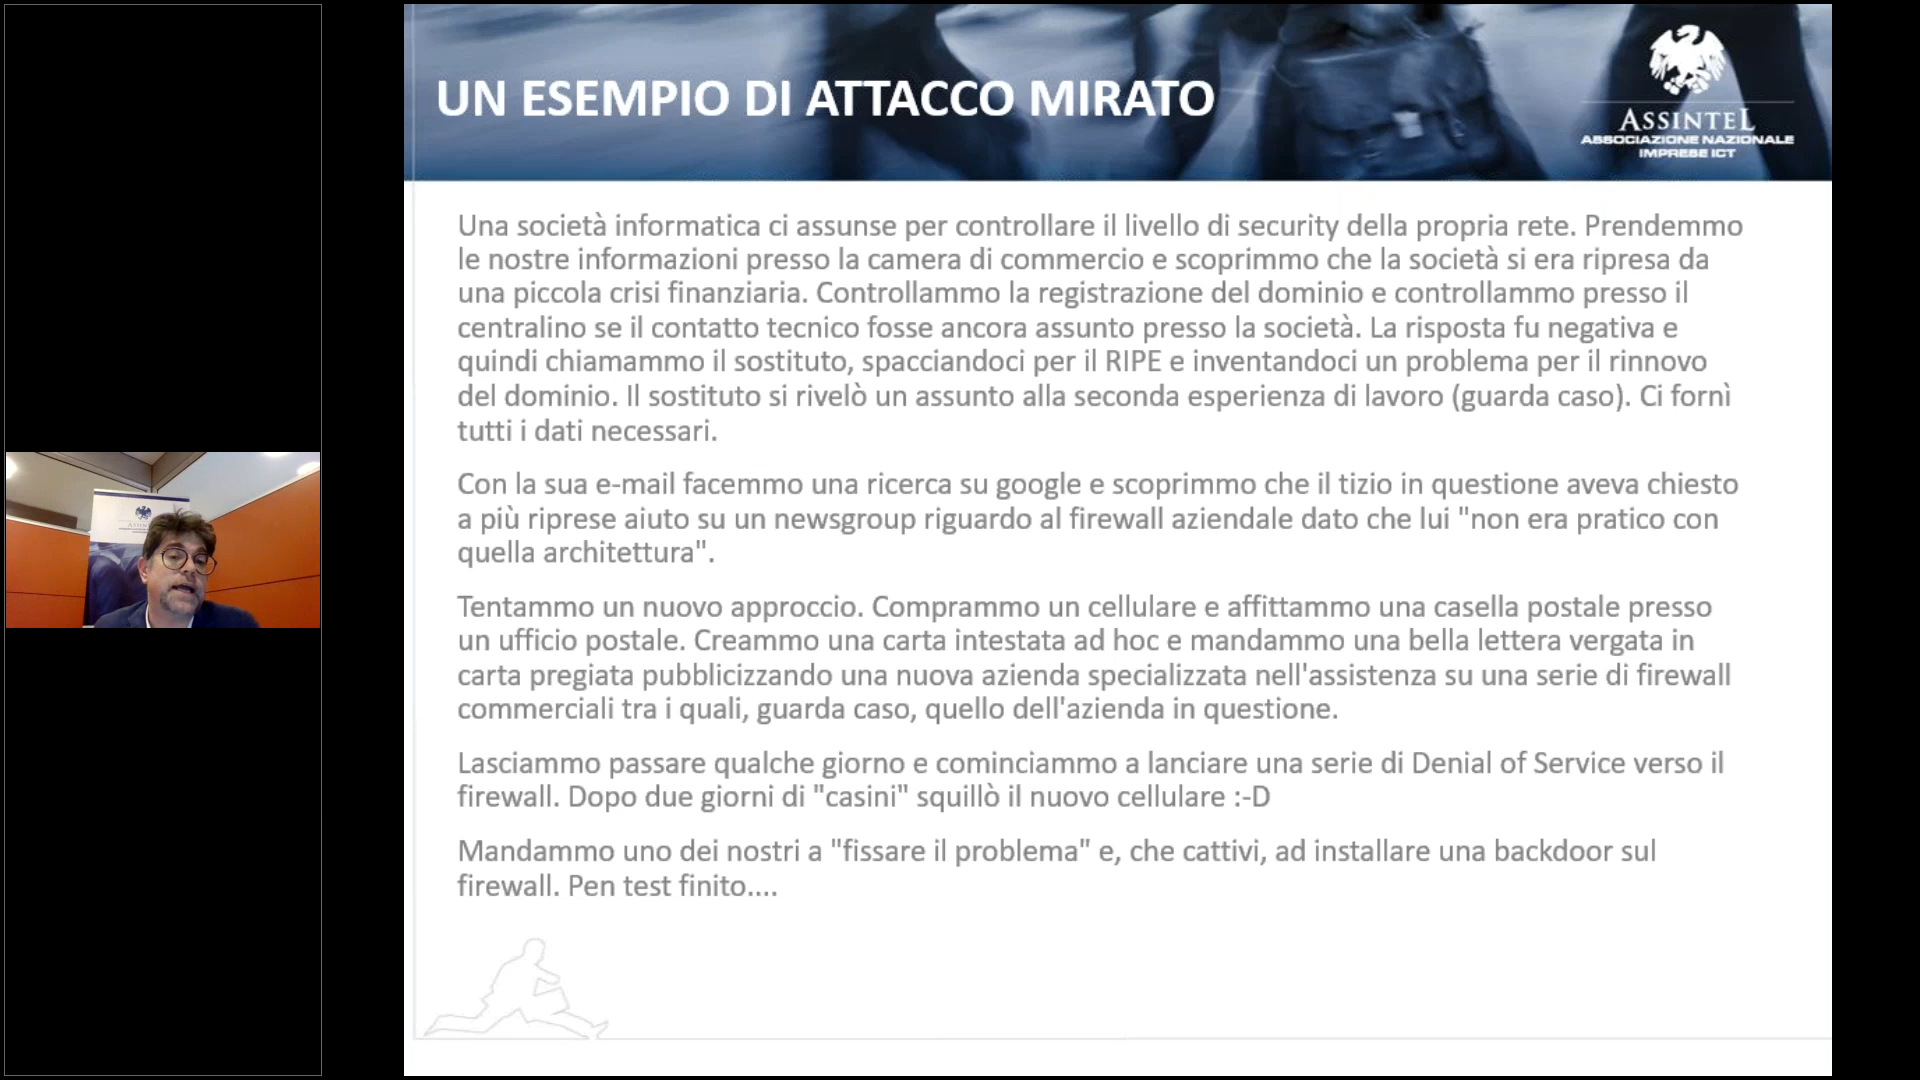 UN ESEMPIO DI ATTACCO MIRATO
ASSINTEL
ASSOCIAZIONE NAZIONALE
IMPRESE ICT
Una società informatica ci assunse per controllare il livello di security della propria rete. Prendemmo
le nostre informazioni presso la camera di commercio e scoprimmo che la società si era ripresa da
una piccola crisi finanziaria. Controllammo la registrazione del dominio e controllammo presso il
centralino se il contatto tecnico fosse ancora assunto presso la società. La risposta fu negativa e
quindi chiamammo il sostituto, spacciandoci per il RIPE e inventandoci un problema per il rinnovo
del dominio. Il sostituto si rivelò un assunto alla seconda esperienza di lavoro (guarda caso). Ci fornì
tutti i dati necessari.
Con la sua e-mail facemmo una ricerca su google e scoprimmo che il tizio in questione aveva chiesto
a più riprese aiuto su un newsgroup riguardo al firewall aziendale dato che lui "non era pratico con
quella architettura".
Tentammo un nuovo approccio. Comprammo un cellulare e affittammo una casella postale presso
un ufficio postale. Creammo una carta intestata ad hoc e mandammo una bella lettera vergata in
carta pregiata pubblicizzando una nuova azienda specializzata nell'assistenza su una serie di firewall
commerciali tra i quali, guarda caso, quello dell'azienda in questione.
Lasciammo passare qualche giorno e cominciammo a lanciare una serie di Denial of Service verso il
firewall. Dopo due giorni di "casini" squillò il nuovo cellulare :-D
Mandammo uno dei nostri a "fissare il problema" e, che cattivi, ad installare una backdoor sul
firewall. Pen test finito....